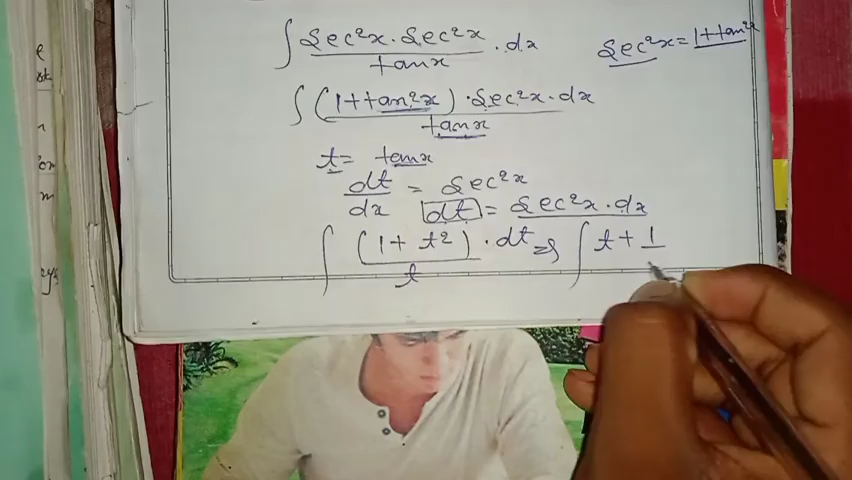 ∫ Sec²x · Sec²x / tanx · dx
Sec²x = 1 + tan²x
∫ (1 + tan²x) · Sec²x · dx / tanx
t = tanx
dt/dx = Sec²x
dt = Sec²x · dx
∫ (1 + t²) / t · dt ⇒ ∫ t + 1